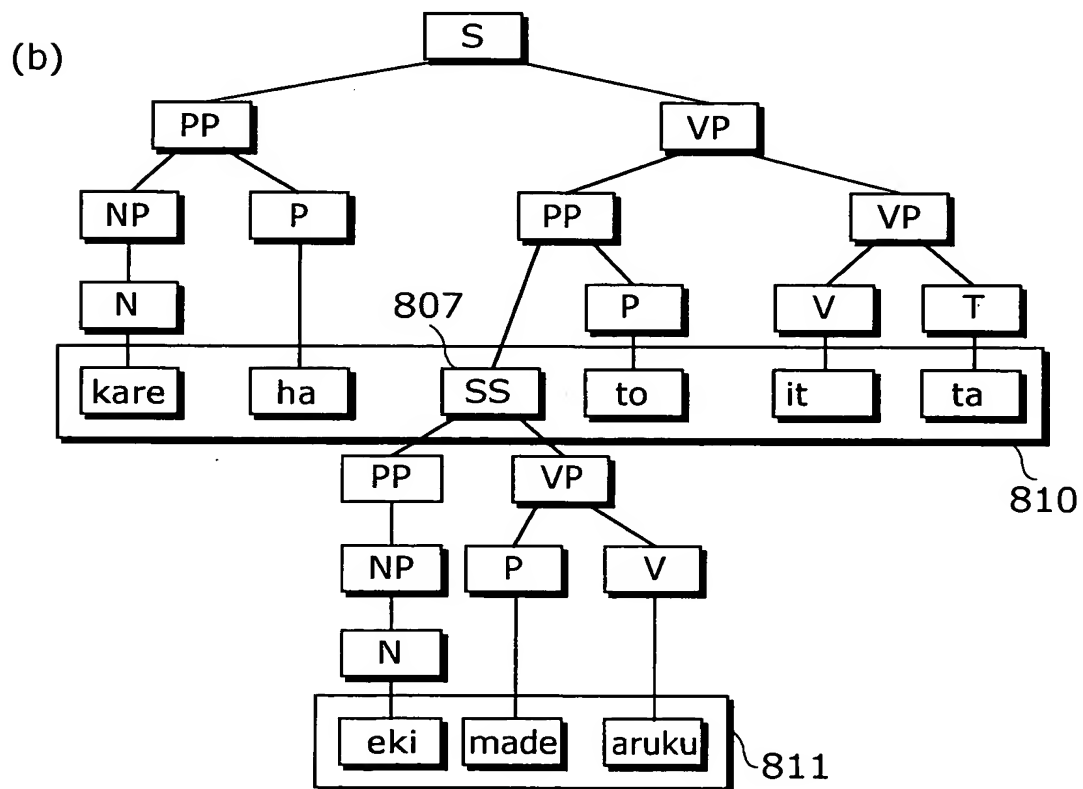 (b)
S
PP VP
NP P PP VP
N P V T
807
kare ha SS to it ta
810
PP VP
NP P V
N
eki made aruku
811